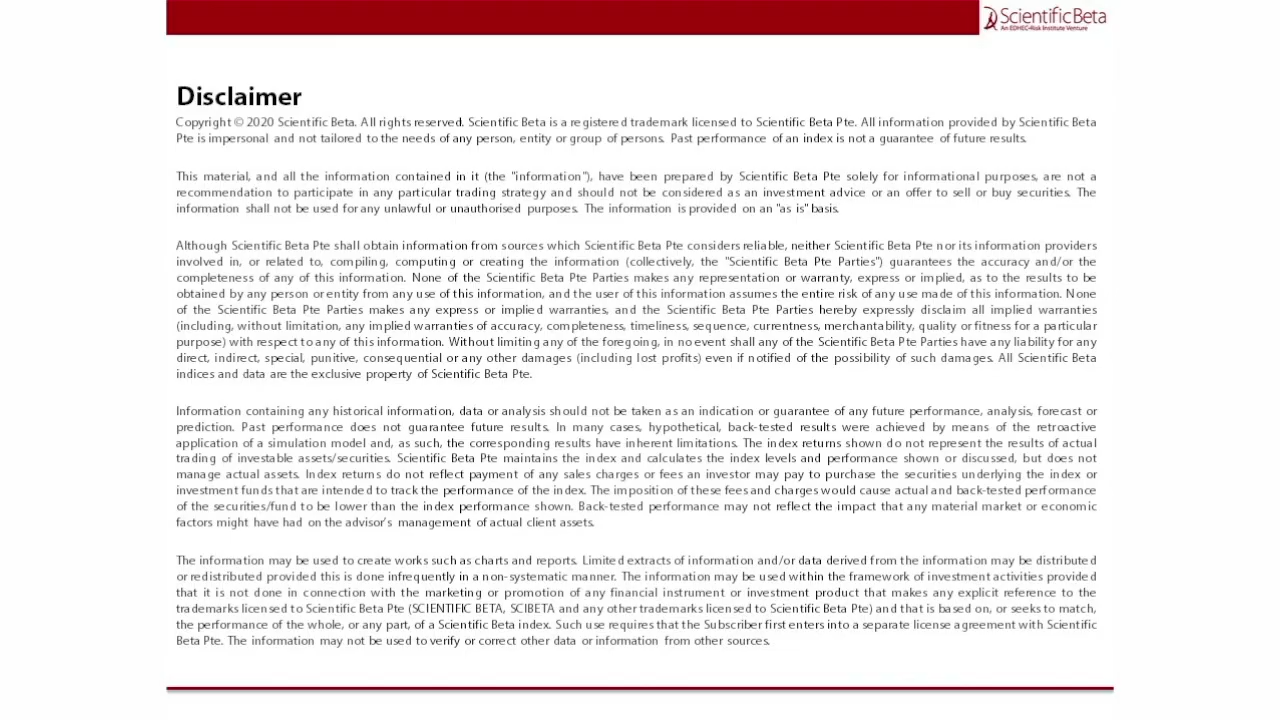 ScientificBeta
An EDHEC-Risk Institute Venture
Disclaimer
Copyright © 2020 Scientific Beta. All rights reserved. Scientific Beta is a registered trademark licensed to Scientific Beta Pte. All information provided by Scientific Beta
Pte is impersonal and not tailored to the needs of any person, entity or group of persons. Past performance of an index is not a guarantee of future results.
This material, and all the information contained in it (the "information"), have been prepared by Scientific Beta Pte solely for informational purposes, are not a
recommendation to participate in any particular trading strategy and should not be considered as an investment advice or an offer to sell or buy securities. The
information shall not be used for any unlawful or unauthorised purposes. The information is provided on an "as is" basis.
Although Scientific Beta Pte shall obtain information from sources which Scientific Beta Pte considers reliable, neither Scientific Beta Pte nor its information providers
involved in, or related to, compiling, computing or creating the information (collectively, the "Scientific Beta Pte Parties") guarantees the accuracy and/or the
completeness of any of this information. None of the Scientific Beta Pte Parties makes any representation or warranty, express or implied, as to the results to be
obtained by any person or entity from any use of this information, and the user of this information assumes the entire risk of any use made of this information. None
of the Scientific Beta Pte Parties makes any express or implied warranties, and the Scientific Beta Pte Parties hereby expressly disclaim all implied warranties
(including, without limitation, any implied warranties of accuracy, completeness, timeliness, sequence, currentness, merchantability, quality or fitness for a particular
purpose) with respect to any of this information. Without limiting any of the foregoing, in no event shall any of the Scientific Beta Pte Parties have any liability for any
direct, indirect, special, punitive, consequential or any other damages (including lost profits) even if notified of the possibility of such damages. All Scientific Beta
indices and data are the exclusive property of Scientific Beta Pte.
Information containing any historical information, data or analysis should not be taken as an indication or guarantee of any future performance, analysis, forecast or
prediction. Past performance does not guarantee future results. In many cases, hypothetical, back-tested results were achieved by means of the retroactive
application of a simulation model and, as such, the corresponding results have inherent limitations. The index returns shown do not represent the results of actual
trading of investable assets/securities. Scientific Beta Pte maintains the index and calculates the index levels and performance shown or discussed, but does not
manage actual assets. Index returns do not reflect payment of any sales charges or fees an investor may pay to purchase the securities underlying the index or
investment funds that are intended to track the performance of the index. The imposition of these fees and charges would cause actual and back-tested performance
of the securities/fund to be lower than the index performance shown. Back-tested performance may not reflect the impact that any material market or economic
factors might have had on the advisor's management of actual client assets.
The information may be used to create works such as charts and reports. Limited extracts of information and/or data derived from the information may be distributed
or redistributed provided this is done infrequently in a non-systematic manner. The information may be used within the framework of investment activities provided
that it is not done in connection with the marketing or promotion of any financial instrument or investment product that makes any explicit reference to the
trademarks licensed to Scientific Beta Pte (SCIENTIFIC BETA, SCIBETA and any other trademarks licensed to Scientific Beta Pte) and that is based on, or seeks to match,
the performance of the whole, or any part, of a Scientific Beta index. Such use requires that the Subscriber first enters into a separate license agreement with Scientific
Beta Pte. The information may not be used to verify or correct other data or information from other sources.